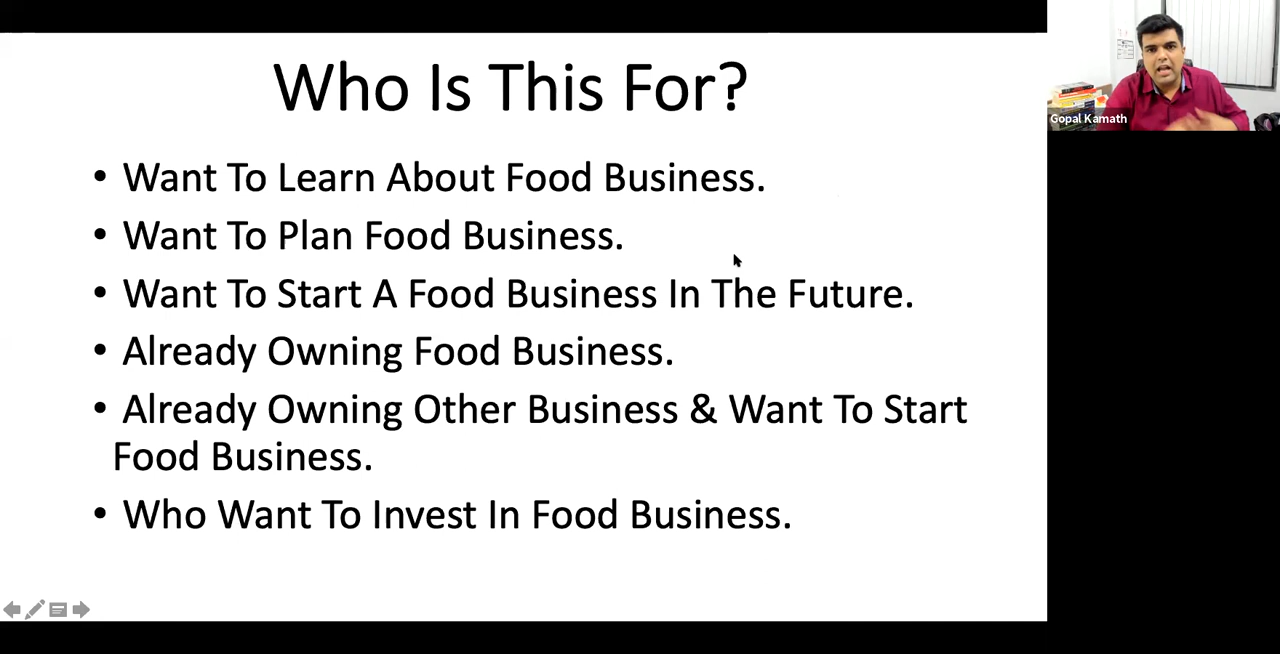 Who Is This For?
• Want To Learn About Food Business.
• Want To Plan Food Business.
• Want To Start A Food Business In The Future.
• Already Owning Food Business.
• Already Owning Other Business & Want To Start
Food Business.
• Who Want To Invest In Food Business.
Gopal Kamath